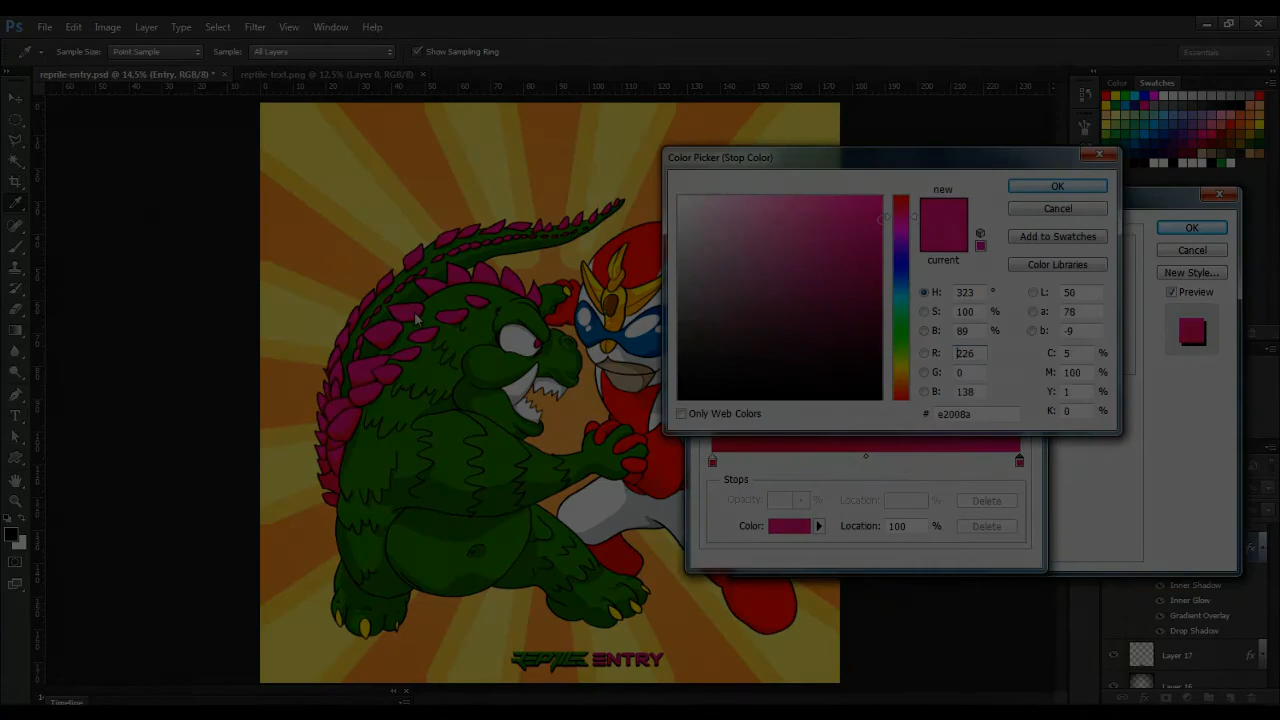 Ps File Edit Image Layer Type Select Filter View Window Help
Sample Size: Point Sample Sample: All Layers Show Sampling Ring Essentials
reptile-entry.psd @ 14,5% (Entry, RGB/8) * × reptile-text.png @ 12,5% (Layer 0, RGB/8) ×
Color Swatches
Color Picker (Stop Color)
new
current
OK
Cancel
Add to Swatches
Color Libraries
H: 323 °
S: 100 %
B: 89 %
R: 226
G: 0
B: 138
L: 50
a: 78
b: -9
C: 5 %
M: 100 %
Y: 1 %
K: 0 %
Only Web Colors
# e2008a
OK
Cancel
New Style...
Preview
Stops
Opacity: % Location: % Delete
Color: Location: 100 % Delete
Inner Shadow
Inner Glow
Gradient Overlay
Drop Shadow
Layer 17 fx
Layer 16
REPTILE ENTRY
Timeline